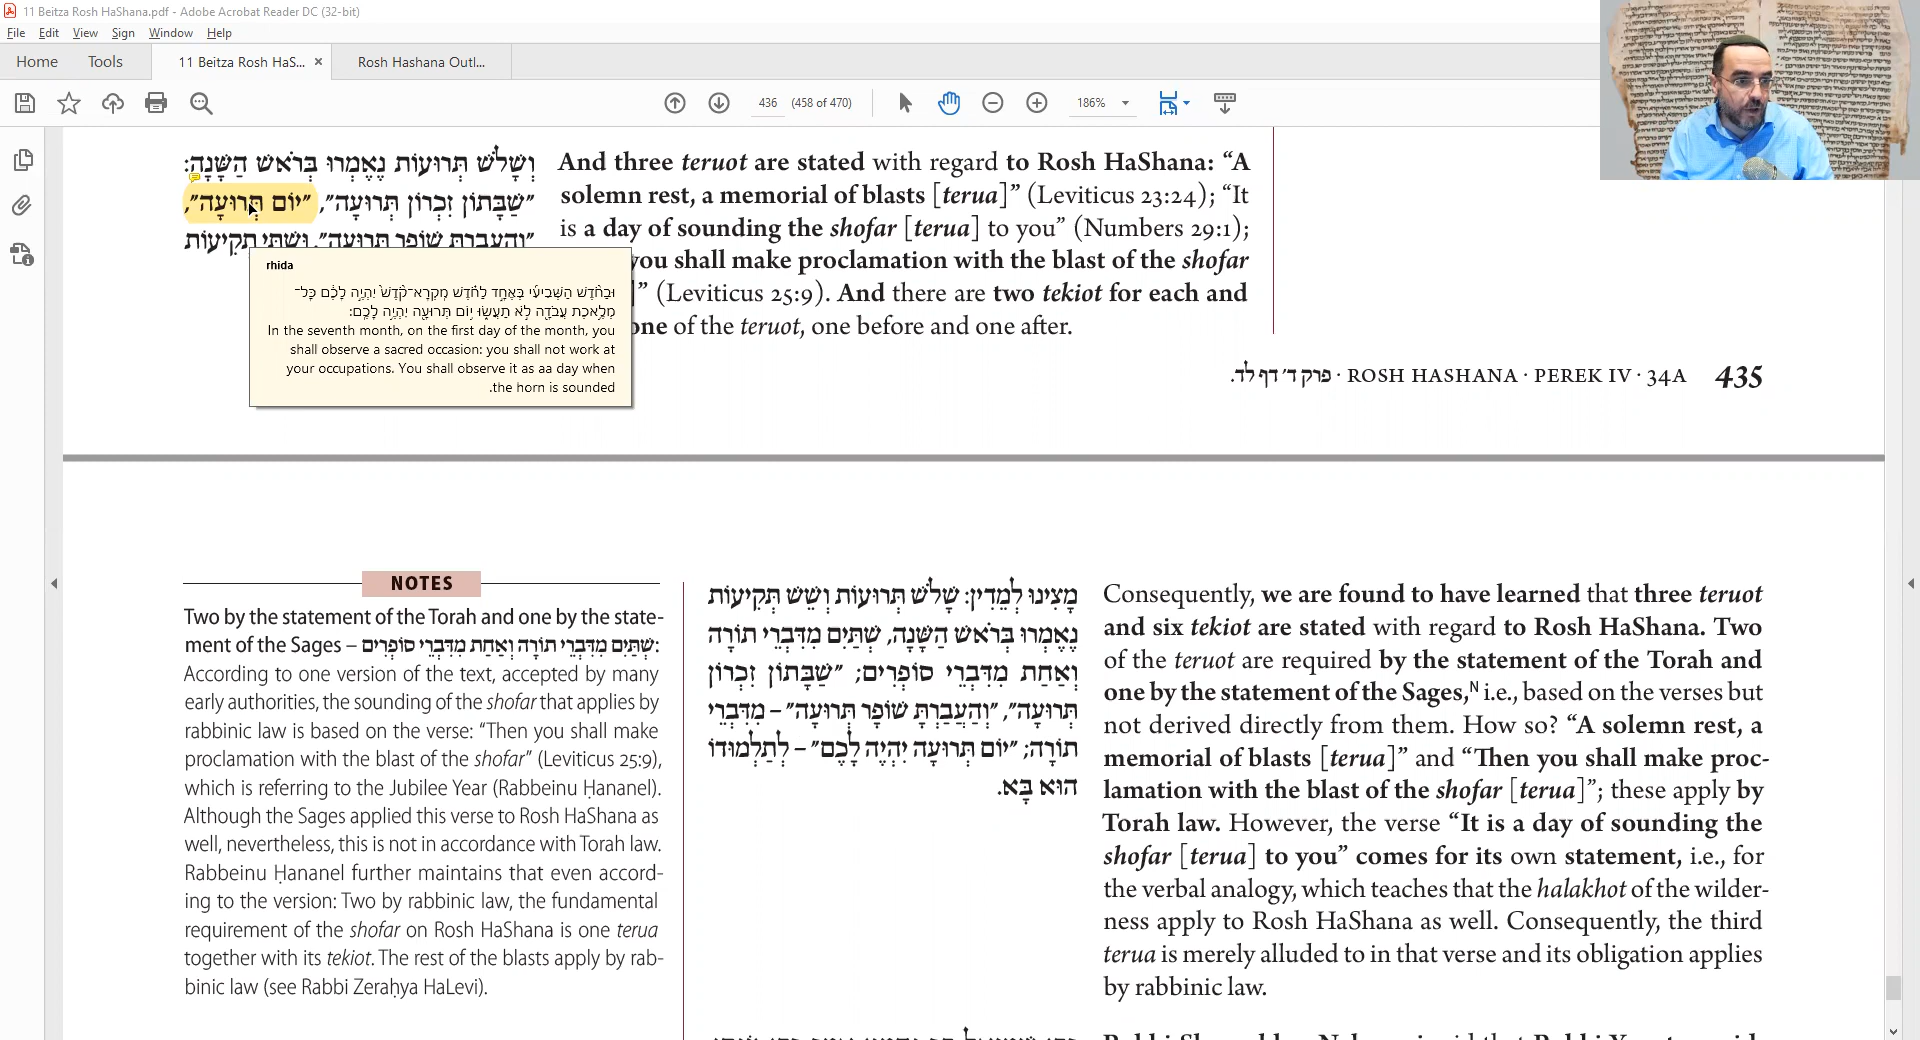 11 Beitza Rosh HaShana.pdf - Adobe Acrobat Reader DC (32-bit)
File Edit View Sign Window Help
Home Tools 11 Beitza Rosh HaS... × Rosh Hashana Outl...
436 (458 of 470) 186%
וְשָׁלֹשׁ תְּרוּעוֹת נֶאֶמְרוּ בְּרֹאשׁ הַשָּׁנָה:
״שַׁבָּתוֹן זִכְרוֹן תְּרוּעָה״, ״יוֹם תְּרוּעָה״,
״וְהַעֲבַרְתָּ שׁוֹפַר תְּרוּעָה״. וּשְׁתֵּי תְקִיעוֹת
And three teruot are stated with regard to Rosh HaShana: “A
solemn rest, a memorial of blasts [terua]” (Leviticus 23:24); “It
is a day of sounding the shofar [terua] to you” (Numbers 29:1);
you shall make proclamation with the blast of the shofar
]” (Leviticus 25:9). And there are two tekiot for each and
one of the teruot, one before and one after.
rhida
וּבַחֹ֨דֶשׁ הַשְּׁבִיעִ֜י בְּאֶחָ֣ד לַחֹ֗דֶשׁ מִֽקְרָא־קֹ֙דֶשׁ֙ יִהְיֶ֣ה לָכֶ֔ם כׇּל־
מְלֶ֥אכֶת עֲבֹדָ֖ה לֹ֣א תַעֲשׂ֑וּ י֥וֹם תְּרוּעָ֖ה יִהְיֶ֥ה לָכֶֽם׃
In the seventh month, on the first day of the month, you
shall observe a sacred occasion: you shall not work at
your occupations. You shall observe it as aa day when
.the horn is sounded
פרק ד׳ דף לד. · ROSH HASHANA · PEREK IV · 34A 435
NOTES
Two by the statement of the Torah and one by the state-
ment of the Sages – שְׁתַּיִם מִדִּבְרֵי תוֹרָה וְאַחַת מִדִּבְרֵי סוֹפְרִים:
According to one version of the text, accepted by many
early authorities, the sounding of the shofar that applies by
rabbinic law is based on the verse: “Then you shall make
proclamation with the blast of the shofar” (Leviticus 25:9),
which is referring to the Jubilee Year (Rabbeinu Ḥananel).
Although the Sages applied this verse to Rosh HaShana as
well, nevertheless, this is not in accordance with Torah law.
Rabbeinu Ḥananel further maintains that even accord-
ing to the version: Two by rabbinic law, the fundamental
requirement of the shofar on Rosh HaShana is one terua
together with its tekiot. The rest of the blasts apply by rab-
binic law (see Rabbi Zeraḥya HaLevi).
מָצִינוּ לְמֵדִין: שָׁלֹשׁ תְּרוּעוֹת וְשֵׁשׁ תְּקִיעוֹת
נֶאֶמְרוּ בְּרֹאשׁ הַשָּׁנָה, שְׁתַּיִם מִדִּבְרֵי תוֹרָה
וְאַחַת מִדִּבְרֵי סוֹפְרִים; ״שַׁבָּתוֹן זִכְרוֹן
תְּרוּעָה״, ״וְהַעֲבַרְתָּ שׁוֹפָר תְּרוּעָה״ – מִדִּבְרֵי
תוֹרָה; ״יוֹם תְּרוּעָה יִהְיֶה לָכֶם״ – לְתַלְמוּדוֹ
הוּא בָּא.
Consequently, we are found to have learned that three teruot
and six tekiot are stated with regard to Rosh HaShana. Two
of the teruot are required by the statement of the Torah and
one by the statement of the Sages,ᴺ i.e., based on the verses but
not derived directly from them. How so? “A solemn rest, a
memorial of blasts [terua]” and “Then you shall make proc-
lamation with the blast of the shofar [terua]”; these apply by
Torah law. However, the verse “It is a day of sounding the
shofar [terua] to you” comes for its own statement, i.e., for
the verbal analogy, which teaches that the halakhot of the wilder-
ness apply to Rosh HaShana as well. Consequently, the third
terua is merely alluded to in that verse and its obligation applies
by rabbinic law.